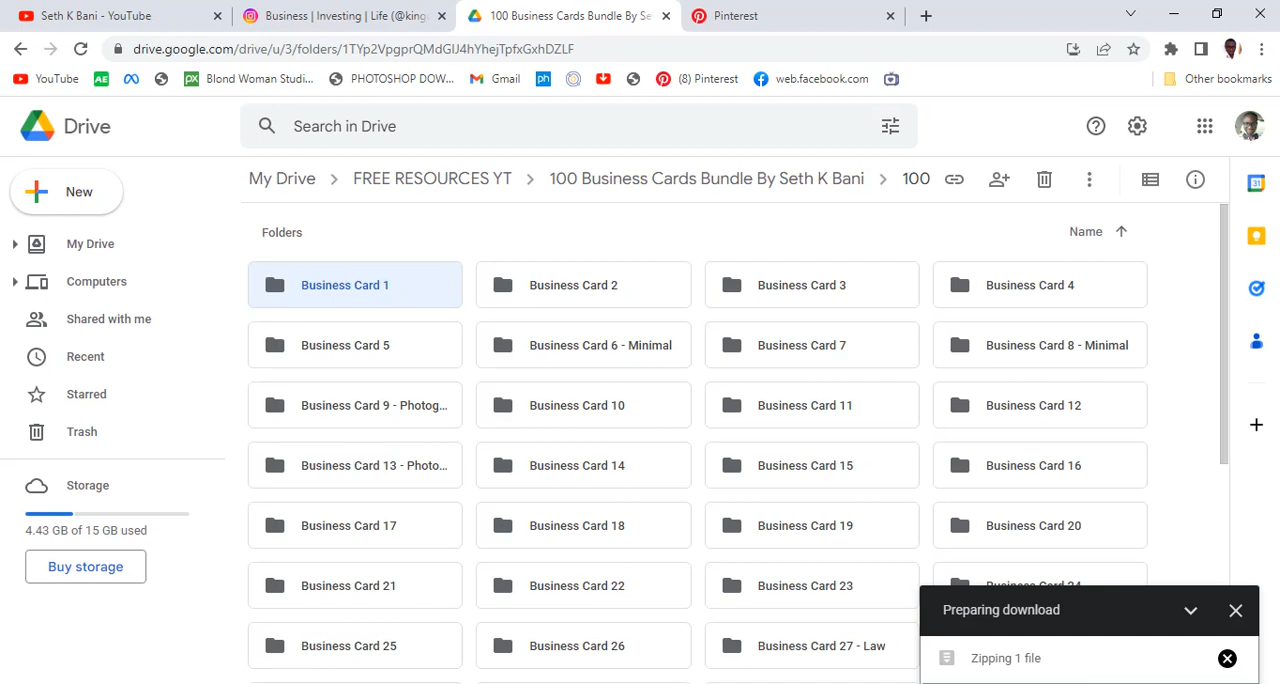 Seth K Bani - YouTube
Business | Investing | Life (@king
100 Business Cards Bundle By Se
Pinterest
drive.google.com/drive/u/3/folders/1TYp2VpgprQMdGIJ4hYhejTpfxGxhDZLF
YouTube
AE
PX
Blond Woman Studi...
PHOTOSHOP DOW...
Gmail
ph
(8) Pinterest
web.facebook.com
Other bookmarks
Drive
Search in Drive
New
My Drive > FREE RESOURCES YT > 100 Business Cards Bundle By Seth K Bani > 100
31
My Drive
Computers
Shared with me
Recent
Starred
Trash
Storage
4.43 GB of 15 GB used
Buy storage
Folders
Name
Business Card 1
Business Card 2
Business Card 3
Business Card 4
Business Card 5
Business Card 6 - Minimal
Business Card 7
Business Card 8 - Minimal
Business Card 9 - Photog...
Business Card 10
Business Card 11
Business Card 12
Business Card 13 - Photo...
Business Card 14
Business Card 15
Business Card 16
Business Card 17
Business Card 18
Business Card 19
Business Card 20
Business Card 21
Business Card 22
Business Card 23
Business Card 24
Business Card 25
Business Card 26
Business Card 27 - Law
Preparing download
Zipping 1 file